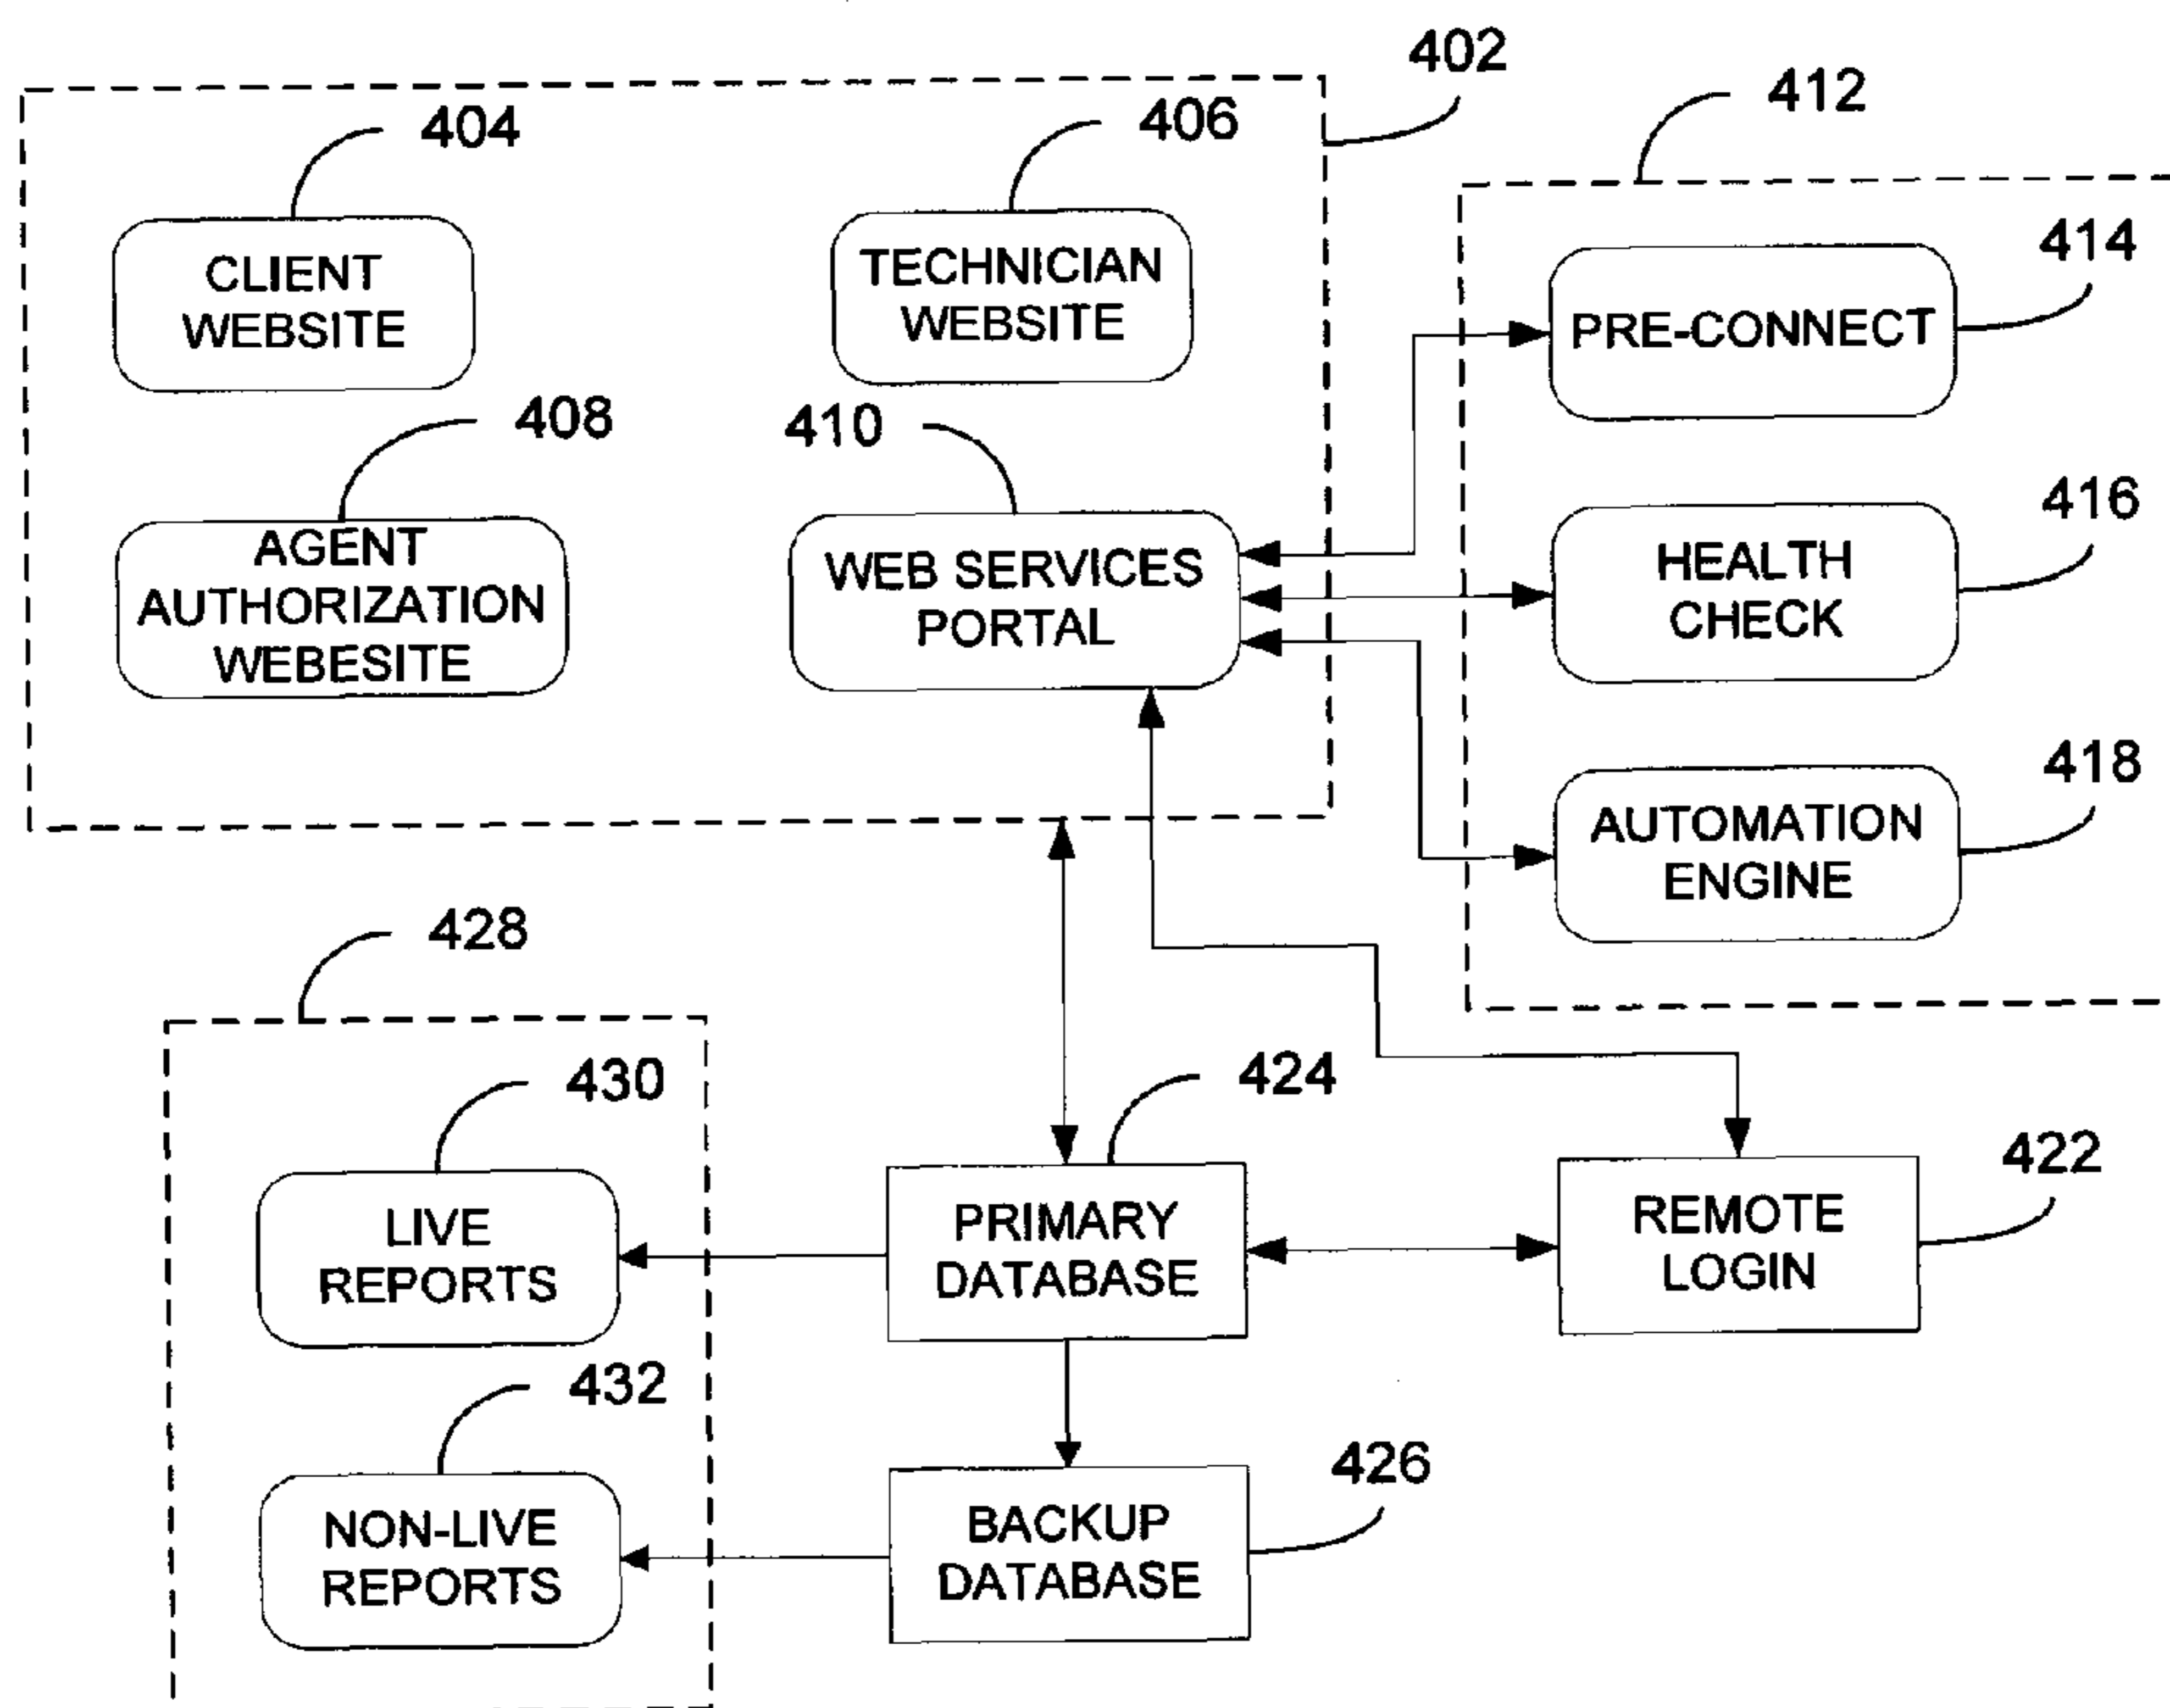 402
412
404
406
CLIENT
WEBSITE
TECHNICIAN
WEBSITE
414
PRE-CONNECT
408
410
AGENT
AUTHORIZATION
WEBESITE
WEB SERVICES
PORTAL
416
HEALTH
CHECK
418
AUTOMATION
ENGINE
428
430
LIVE
REPORTS
424
PRIMARY
DATABASE
422
REMOTE
LOGIN
432
NON-LIVE
REPORTS
426
BACKUP
DATABASE